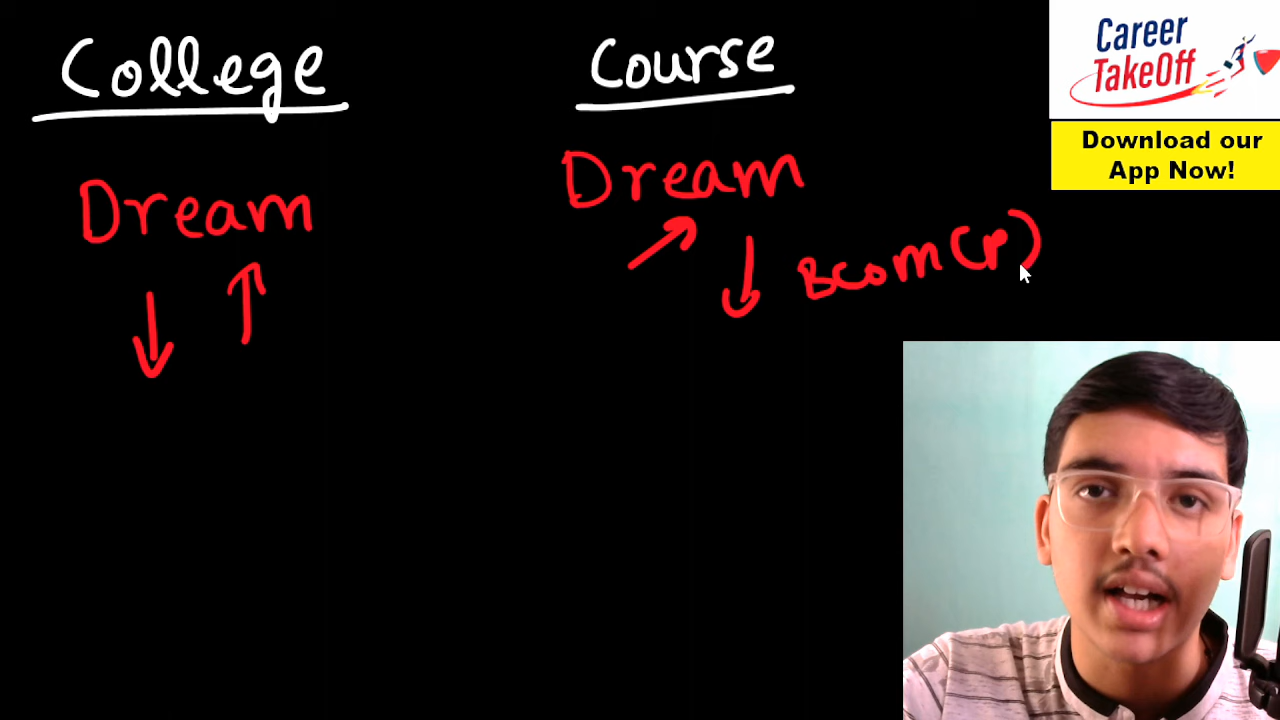 College
Course
Career
TakeOff
Download our
App Now!
Dream
Dream
BCOM(P)